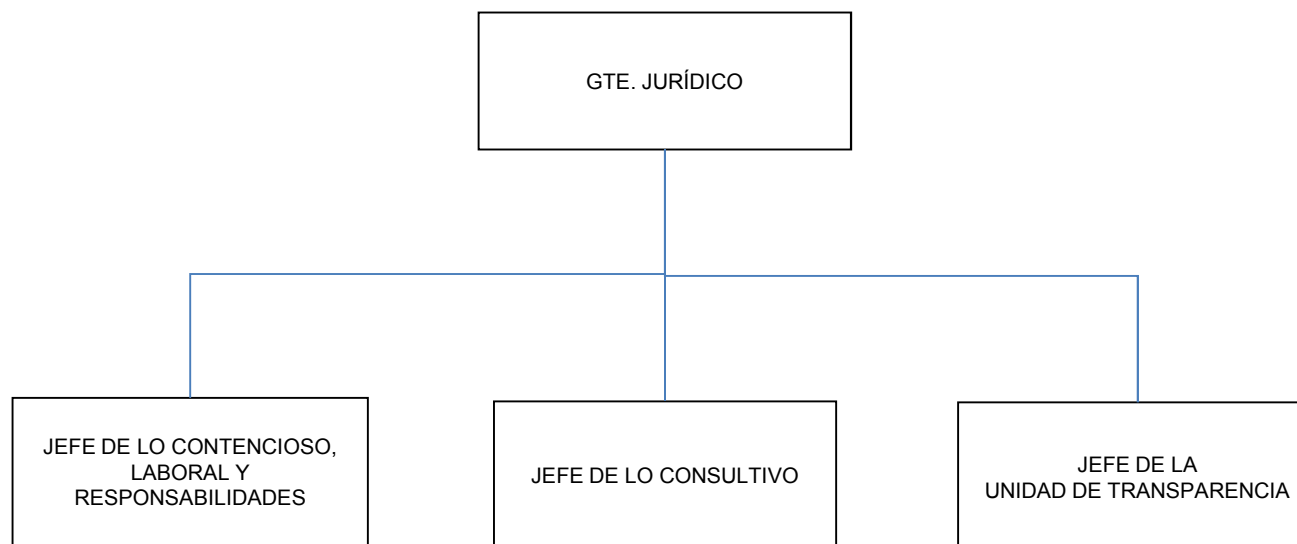 GTE. JURÍDICO
JEFE DE LO CONTENCIOSO,
LABORAL Y
RESPONSABILIDADES
JEFE DE LO CONSULTIVO
JEFE DE LA
UNIDAD DE TRANSPARENCIA